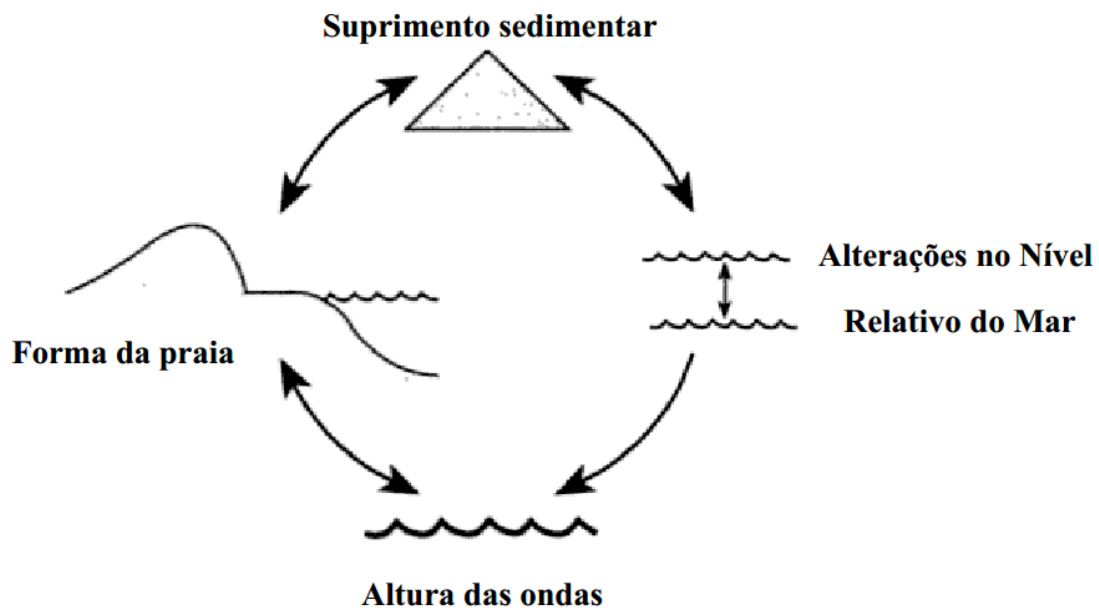 Suprimento sedimentar
Alterações no Nível
Relativo do Mar
Forma da praia
Altura das ondas